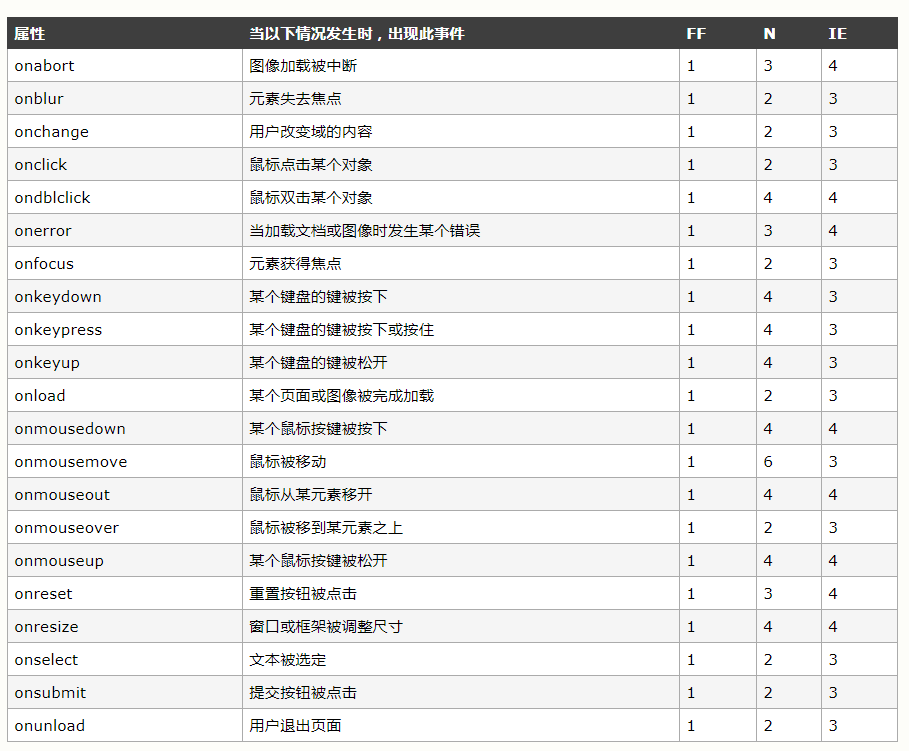 属性 当以下情况发生时，出现此事件 FF N IE
onabort 图像加载被中断 1 3 4
onblur 元素失去焦点 1 2 3
onchange 用户改变域的内容 1 2 3
onclick 鼠标点击某个对象 1 2 3
ondblclick 鼠标双击某个对象 1 4 4
onerror 当加载文档或图像时发生某个错误 1 3 4
onfocus 元素获得焦点 1 2 3
onkeydown 某个键盘的键被按下 1 4 3
onkeypress 某个键盘的键被按下或按住 1 4 3
onkeyup 某个键盘的键被松开 1 4 3
onload 某个页面或图像被完成加载 1 2 3
onmousedown 某个鼠标按键被按下 1 4 4
onmousemove 鼠标被移动 1 6 3
onmouseout 鼠标从某元素移开 1 4 4
onmouseover 鼠标被移到某元素之上 1 2 3
onmouseup 某个鼠标按键被松开 1 4 4
onreset 重置按钮被点击 1 3 4
onresize 窗口或框架被调整尺寸 1 4 4
onselect 文本被选定 1 2 3
onsubmit 提交按钮被点击 1 2 3
onunload 用户退出页面 1 2 3